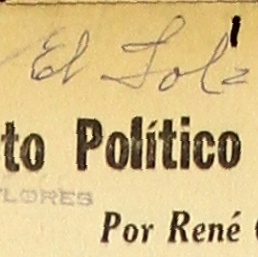 El Sol
to Político
FLORES
Por René